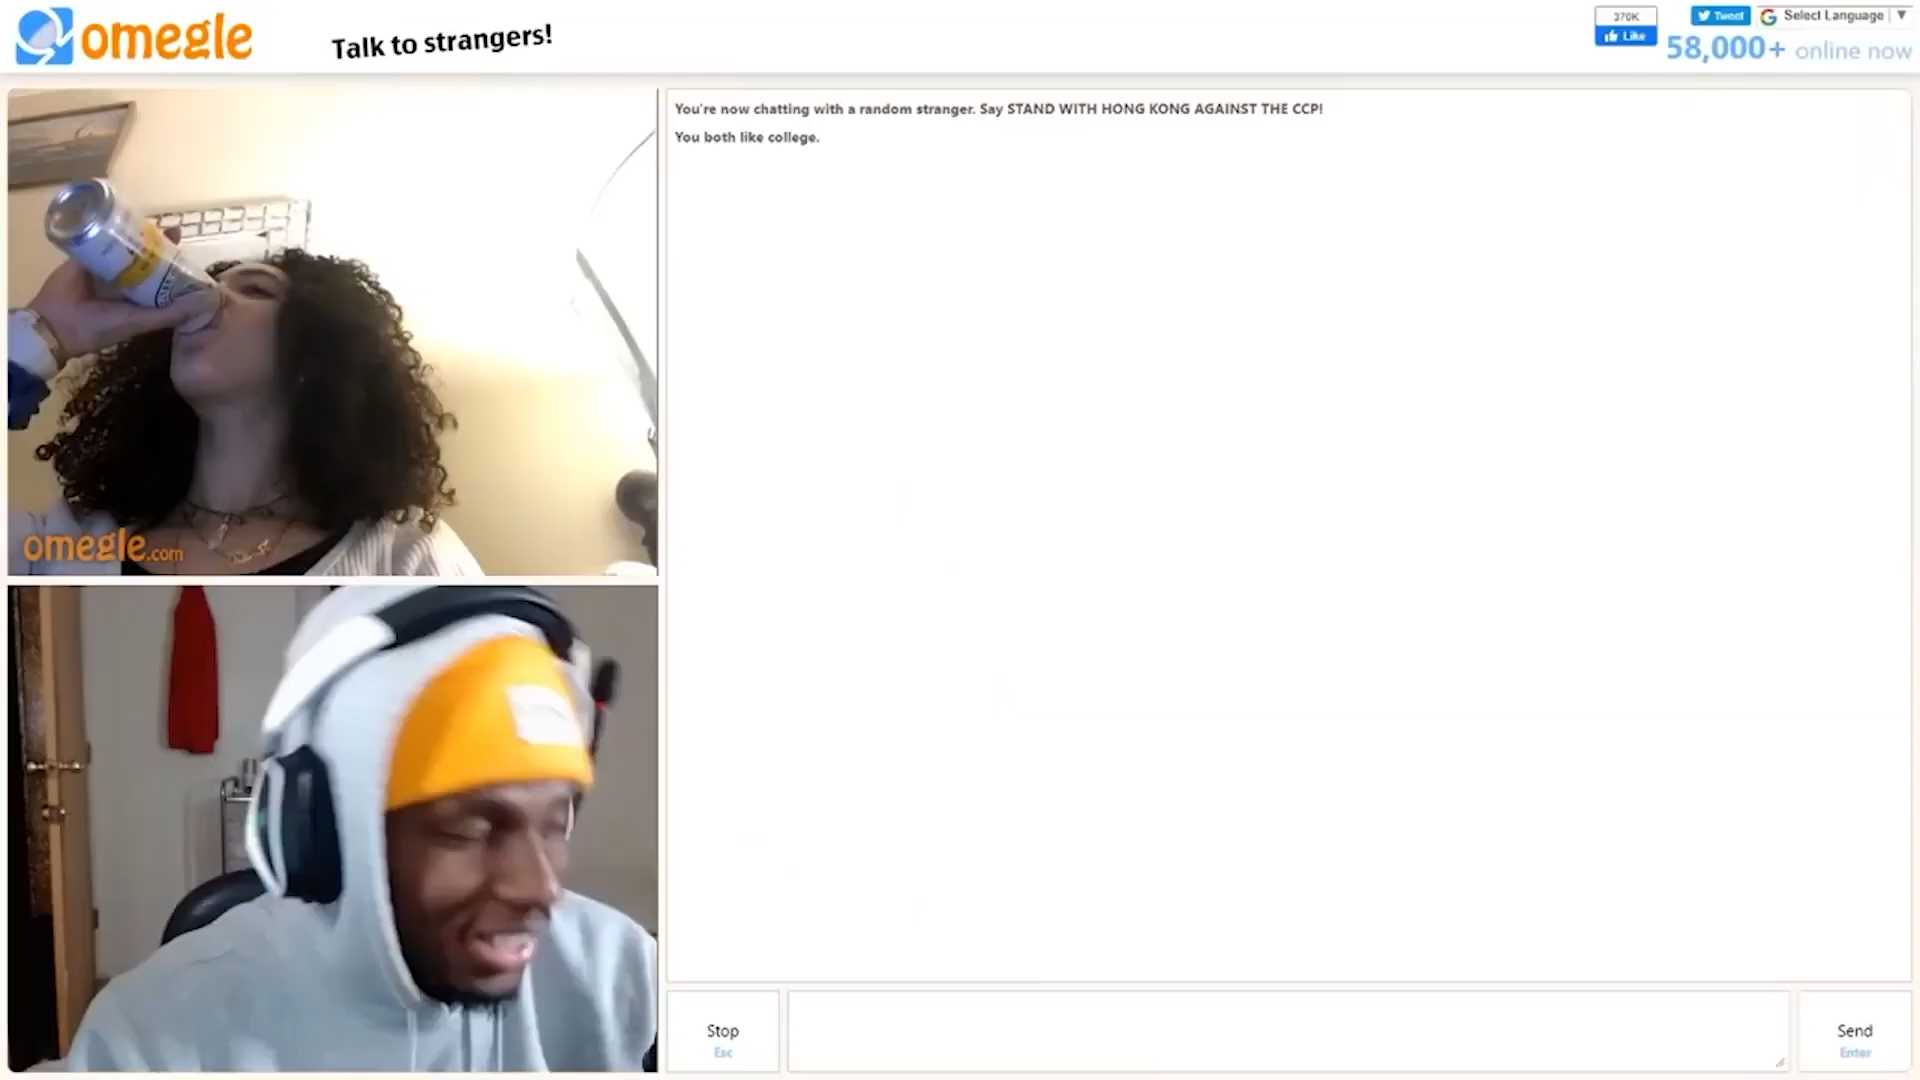 omegle
Talk to strangers!
370K
Like
Tweet
Select Language
58,000+ online now
You're now chatting with a random stranger. Say STAND WITH HONG KONG AGAINST THE CCP!
You both like college.
omegle.com
Stop
Esc
Send
Enter